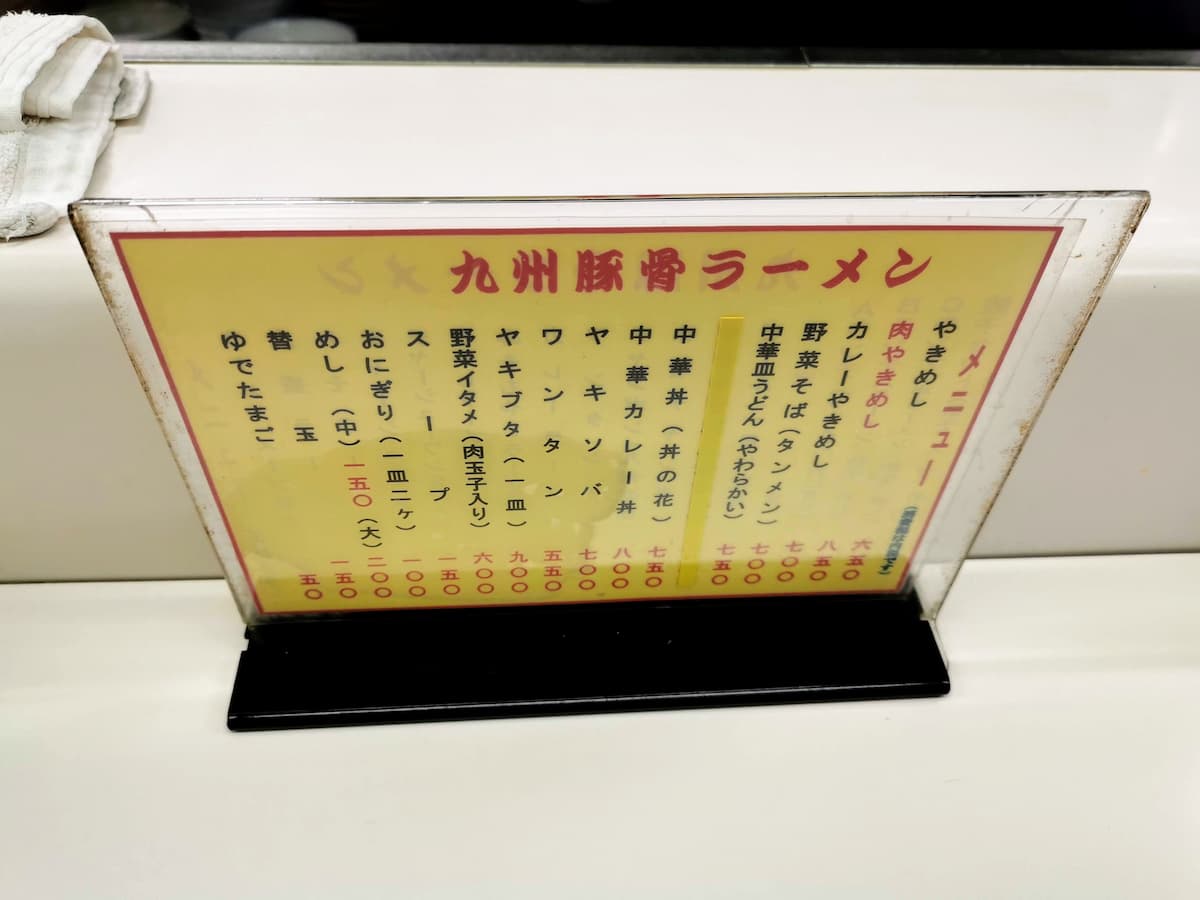 九州豚骨ラーメン
メニュー
やきめし 六五〇
肉やきめし 八五〇
カレーやきめし 七〇〇
野菜そば（タンメン） 七〇〇
中華皿うどん（やわらかい） 七五〇
中華丼（丼の花） 七五〇
中華カレー丼 八〇〇
ヤキソバ 七〇〇
ワンタン 五五〇
ヤキブタ（一皿） 九〇〇
野菜イタメ（肉玉子入り） 六〇〇
スープ 一五〇
おにぎり（一皿二ヶ） 一〇〇
めし（中）一五〇（大） 二〇〇
替玉 一五〇
ゆでたまご 五〇